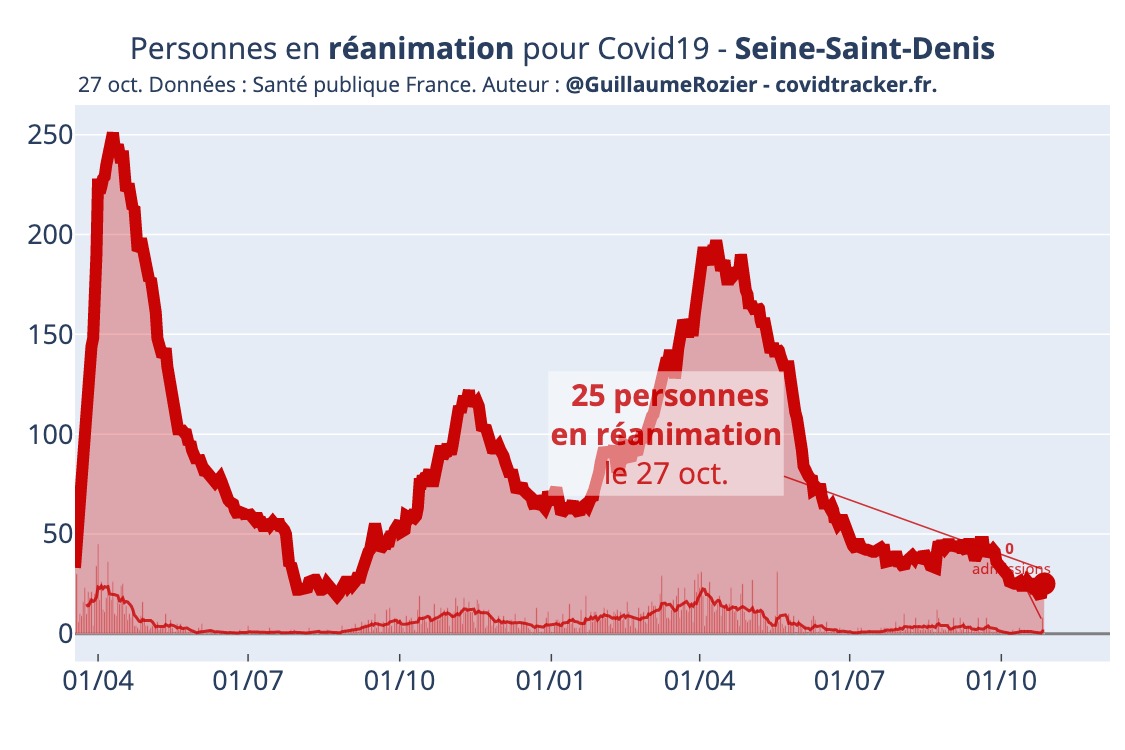 Personnes en réanimation pour Covid19 - Seine-Saint-Denis
27 oct. Données : Santé publique France. Auteur : @GuillaumeRozier - covidtracker.fr.
250
200
150
100
50
0
25 personnes
en réanimation
le 27 oct.
0
admissions
01/04
01/07
01/10
01/01
01/04
01/07
01/10